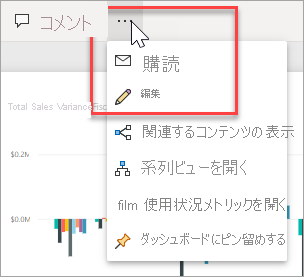 コメント ...
購読
編集
関連するコンテンツの表示
系列ビューを開く
film 使用状況メトリックを開く
ダッシュボードにピン留めする
Total Sales VarianceFisc
$0.2M
$0.0M